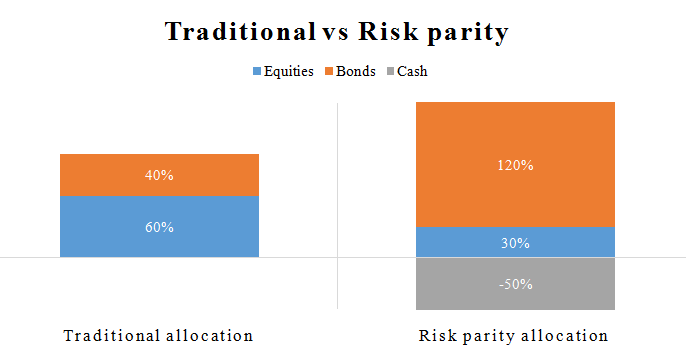 Traditional vs Risk parity
Equities Bonds Cash
40%
60%
120%
30%
-50%
Traditional allocation
Risk parity allocation